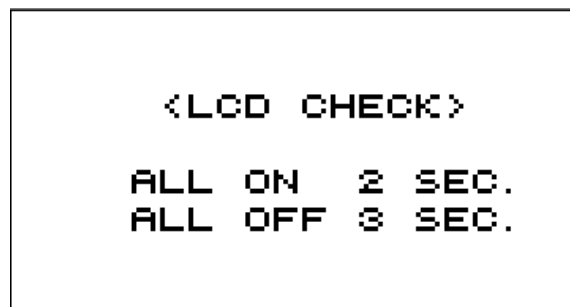 <LCD CHECK>
ALL ON 2 SEC.
ALL OFF 3 SEC.